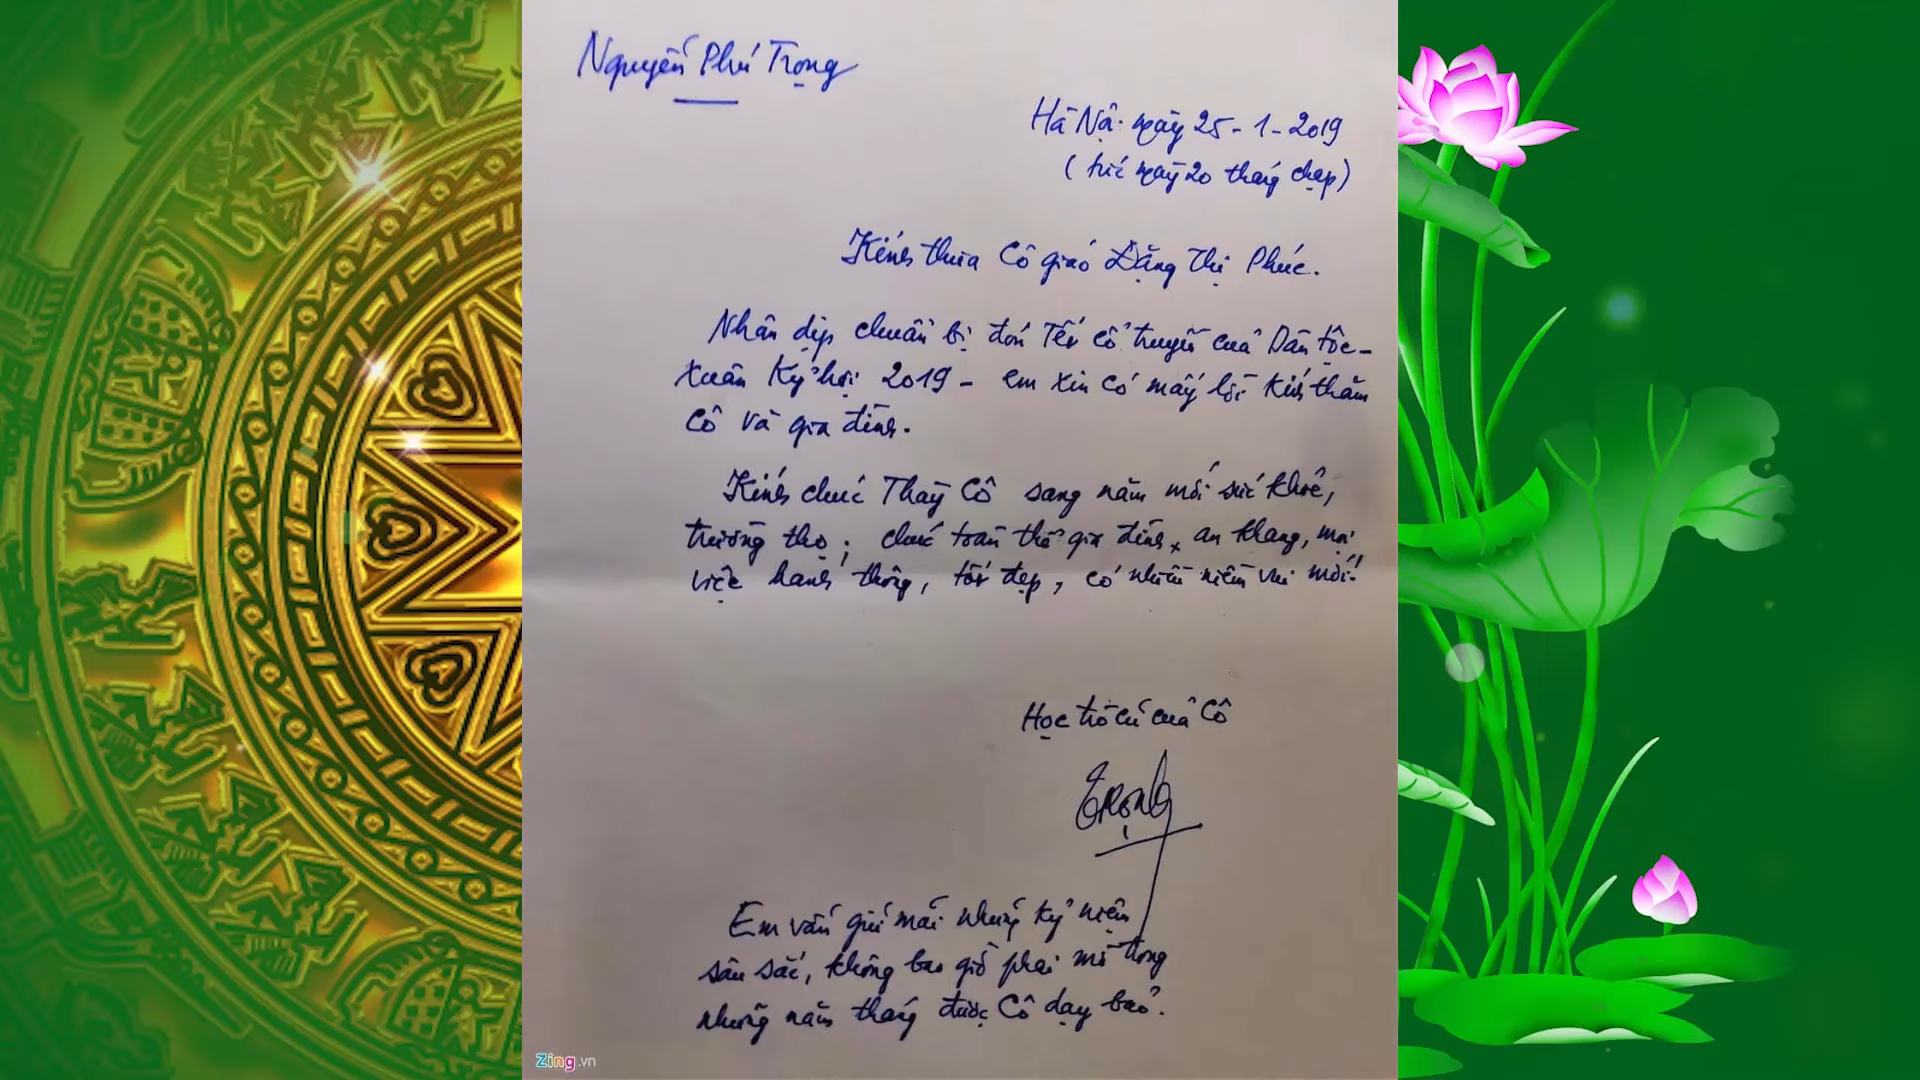 Nguyễn Phú Trọng
Hà Nội ngày 25-1-2019
(tức ngày 20 tháng chạp)
Kính thưa Cô giáo Đặng Thị Phúc.
Nhân dịp chuẩn bị đón Tết cổ truyền của Dân tộc -
Xuân Kỷ hợi 2019 - em xin có mấy lời kính thăm
Cô và gia đình.
Kính chúc Thầy Cô sang năm mới sức khoẻ,
trường thọ; chúc toàn thể gia đình an khang, mọi
việc hanh thông, tốt đẹp, có nhiều niềm vui mới!
Học trò cũ của Cô
Trọng
Em vẫn giữ mãi những kỷ niệm
sâu sắc, không bao giờ phai mờ trong
những năm tháng được Cô dạy bảo.
Zing.vn